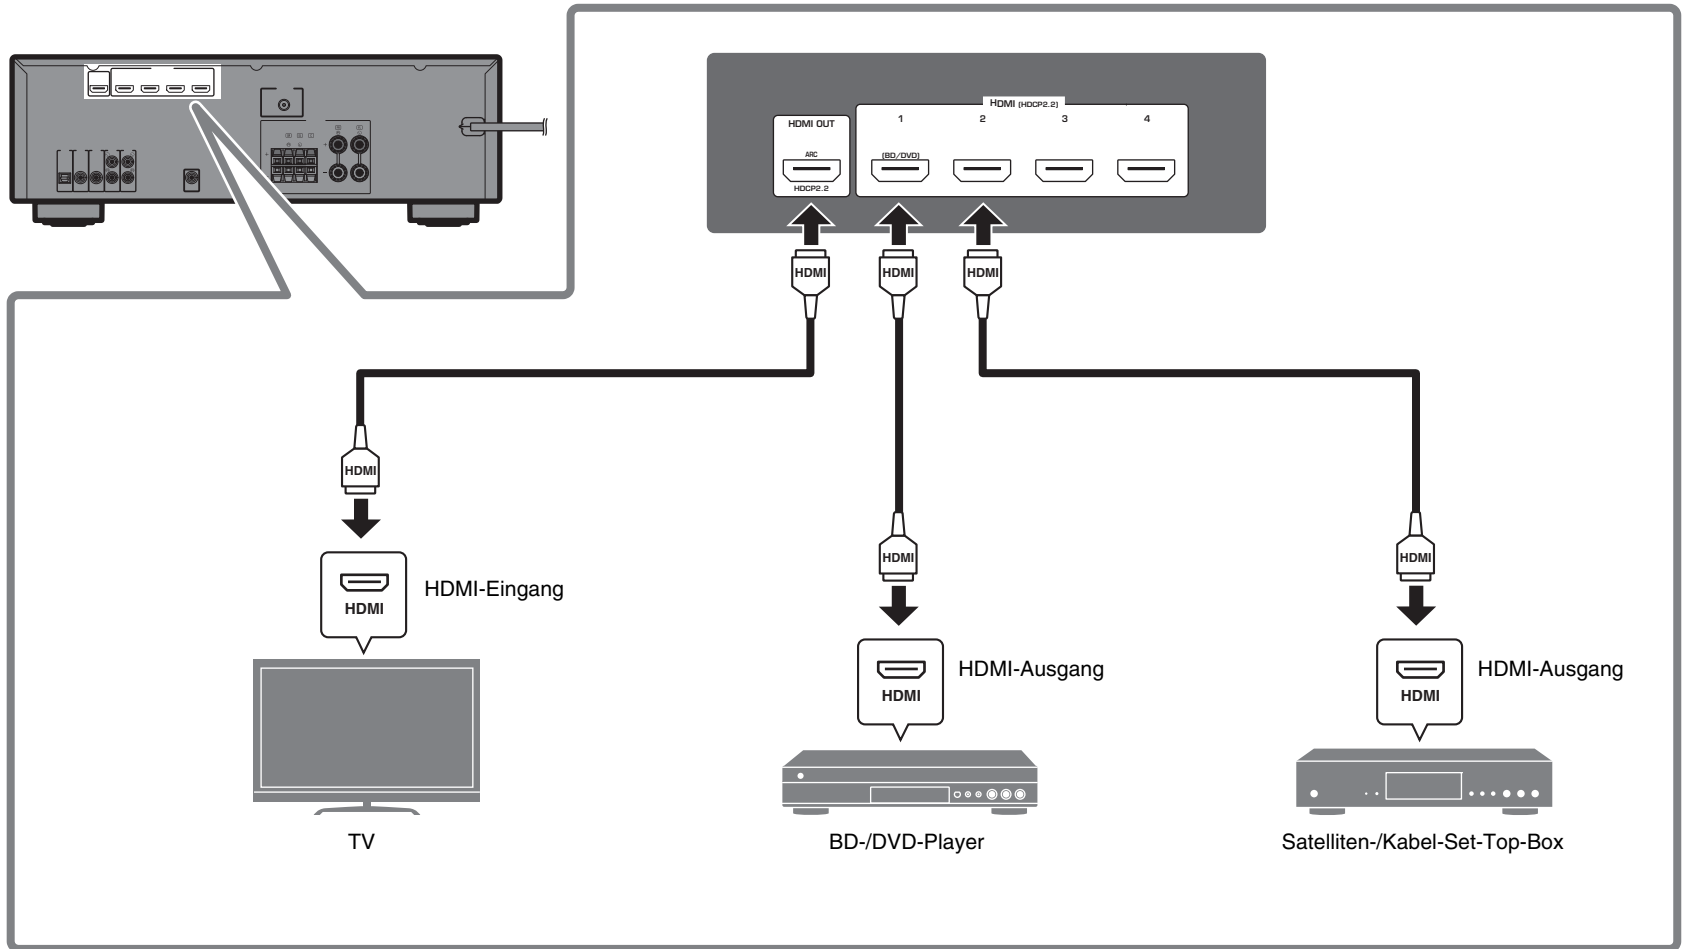 HDMI (HDCP2.2)
HDMI OUT
1 2 3 4
ARC
(BD/DVD)
HDCP2.2
HDMI HDMI HDMI
HDMI
HDMI HDMI
HDMI
HDMI-Eingang
HDMI
HDMI-Ausgang
HDMI
HDMI-Ausgang
TV
BD-/DVD-Player
Satelliten-/Kabel-Set-Top-Box